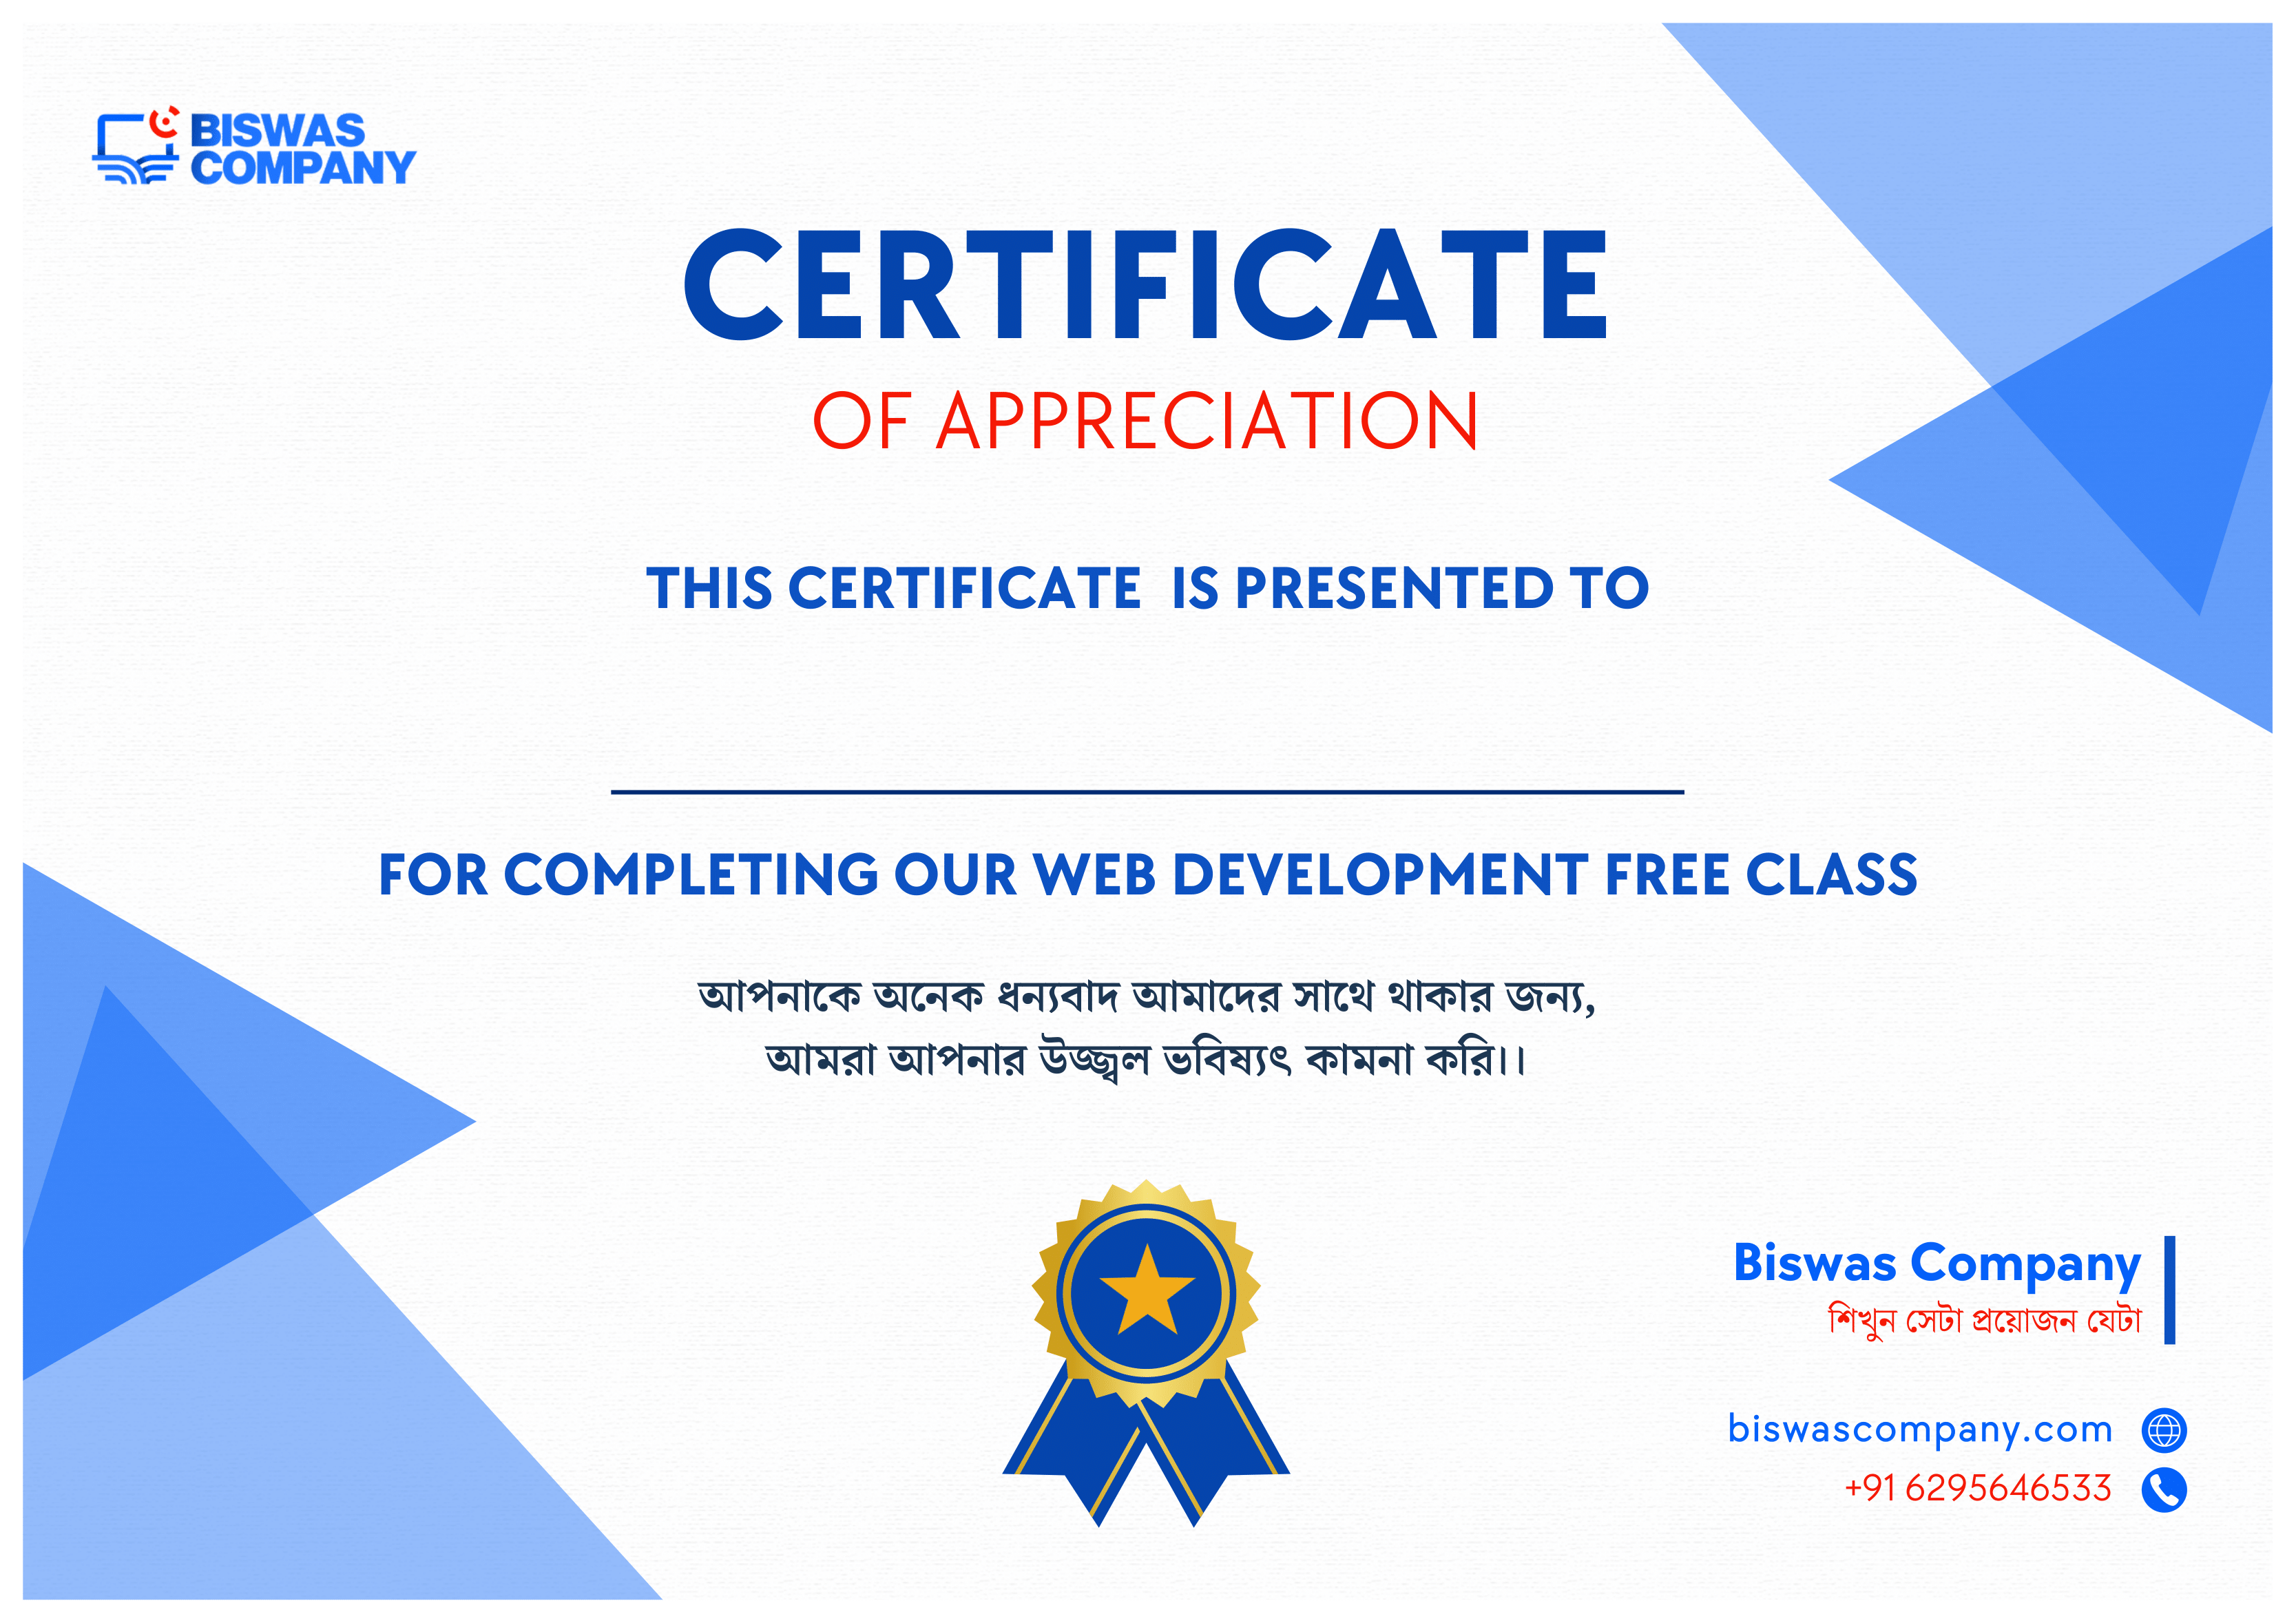 BISWAS
COMPANY
CERTIFICATE
OF APPRECIATION
THIS CERTIFICATE IS PRESENTED TO
FOR COMPLETING OUR WEB DEVELOPMENT FREE CLASS
আপনাকে অনেক ধন্যবাদ আমাদের সাথে থাকার জন্য,
আমরা আপনার উজ্জ্বল ভবিষ্যৎ কামনা করি।।
Biswas Company
শিখুন সেটা প্রয়োজন যেটা
biswascompany.com
+91 6295646533